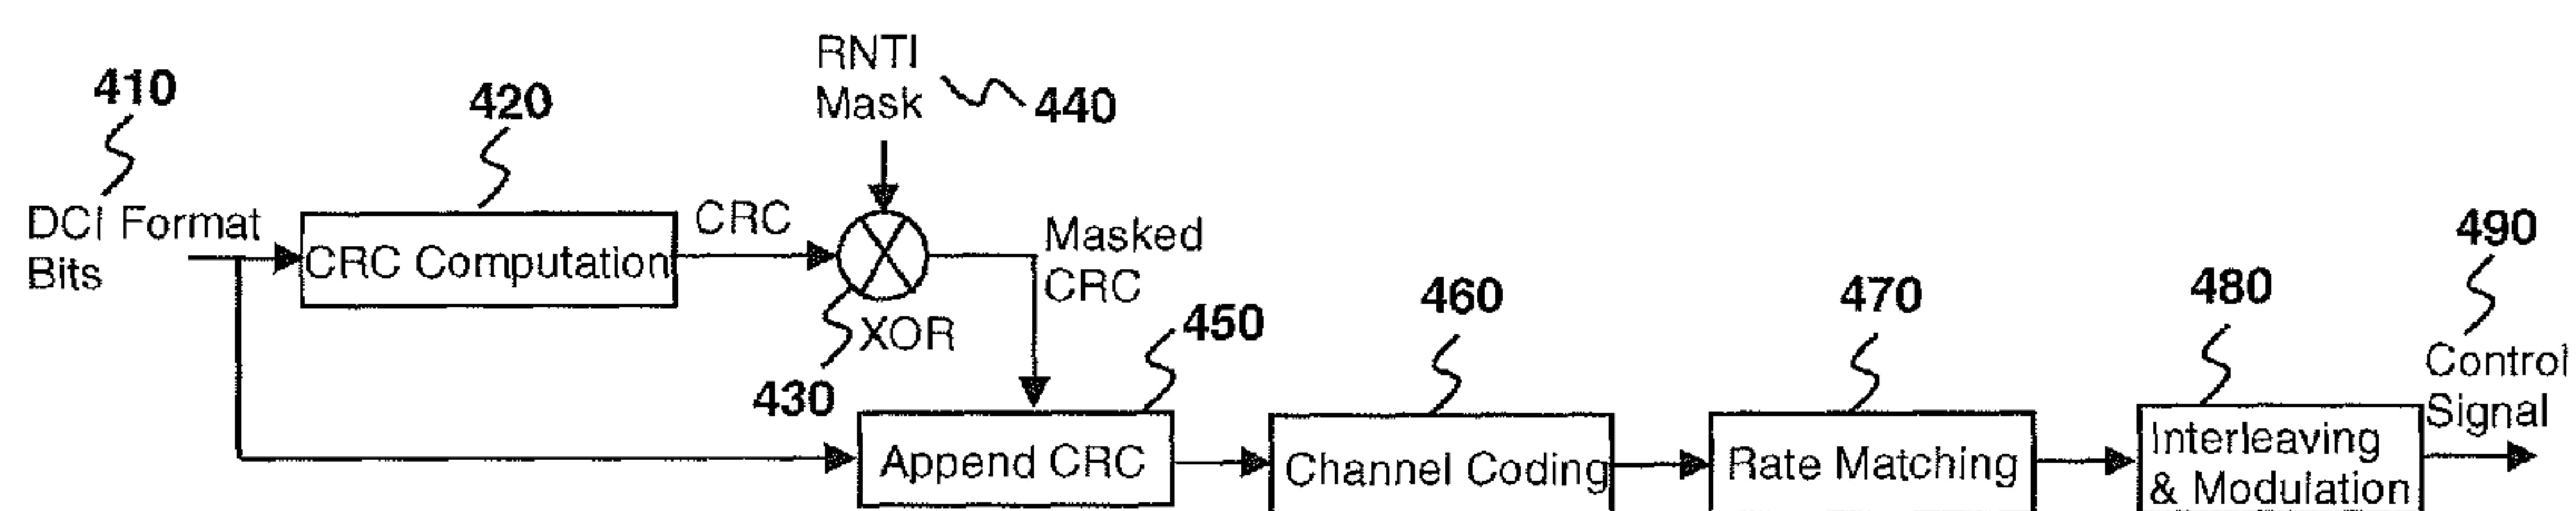 410
420
RNTI
Mask
440
DCI Format
Bits
CRC Computation
CRC
Masked
CRC
XOR
430
450
460
470
480
490
Control
Signal
Append CRC
Channel Coding
Rate Matching
Interleaving
& Modulation